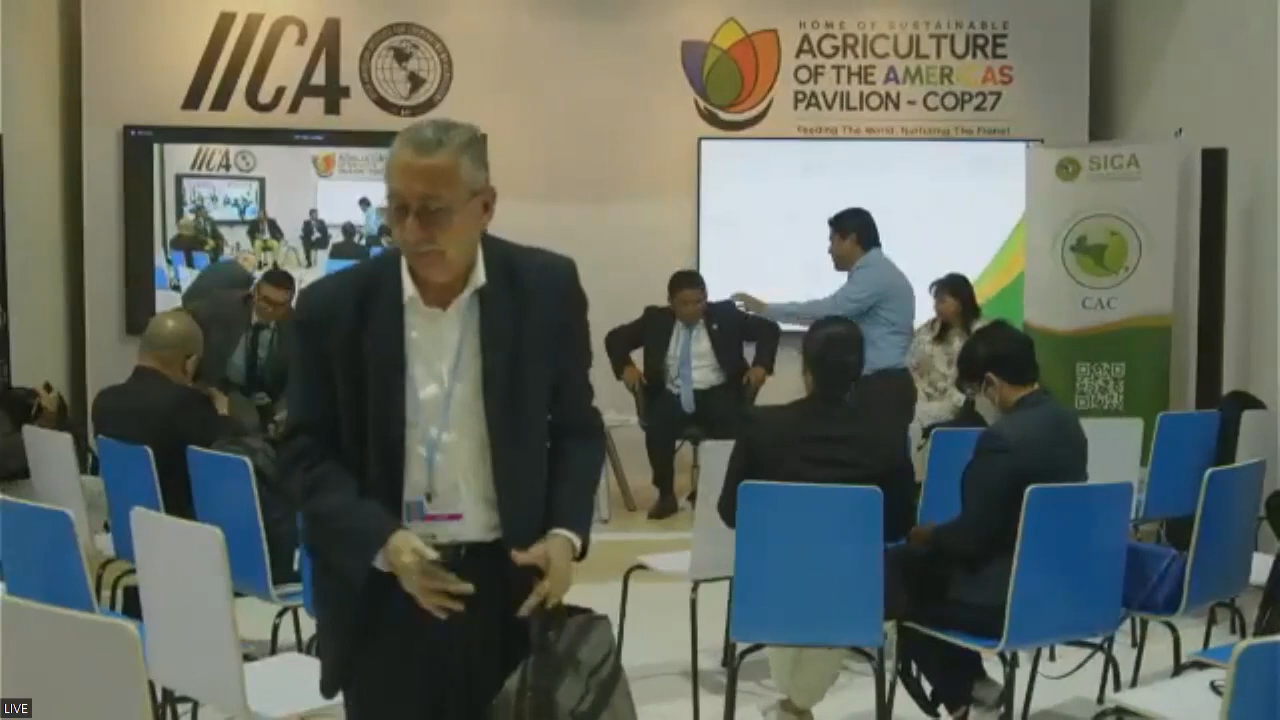 IICA
HOME OF SUSTAINABLE
AGRICULTURE
OF THE AMERICAS
PAVILION - COP27
Feeding The World, Nurturing The Planet
IICA
SICA
CAC
LIVE